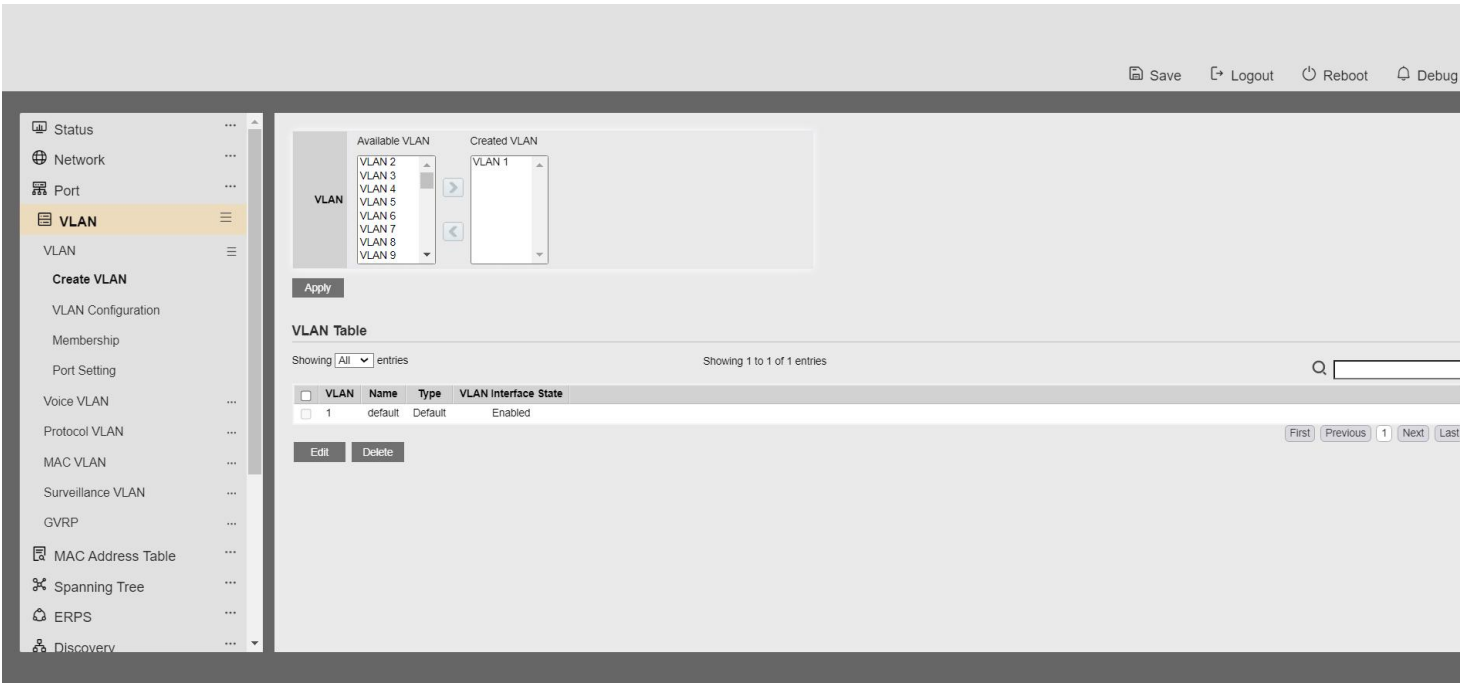 Save Logout Reboot Debug
Status ...
Network ...
Port ...
VLAN
VLAN
Create VLAN
VLAN Configuration
Membership
Port Setting
Voice VLAN ...
Protocol VLAN ...
MAC VLAN ...
Surveillance VLAN ...
GVRP ...
MAC Address Table ...
Spanning Tree ...
ERPS ...
Discovery ...
Available VLAN Created VLAN
VLAN
VLAN 2
VLAN 3
VLAN 4
VLAN 5
VLAN 6
VLAN 7
VLAN 8
VLAN 9
VLAN 1
Apply
VLAN Table
Showing All entries Showing 1 to 1 of 1 entries
VLAN Name Type VLAN Interface State
1 default Default Enabled
First Previous 1 Next Last
Edit Delete